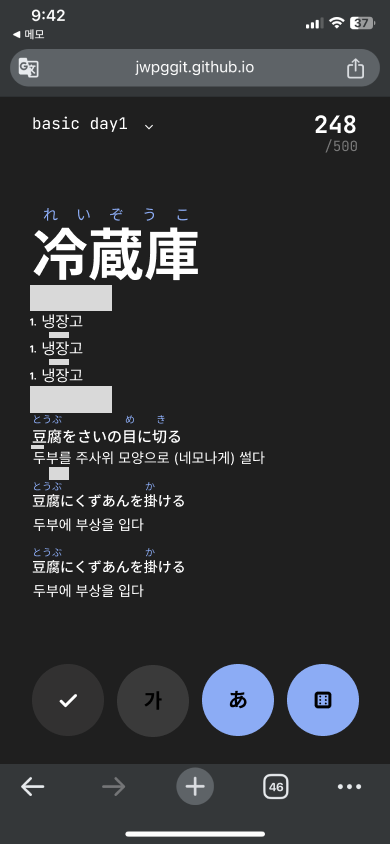 9:42
37
◀ 메모
jwpggit.github.io
basic day1
248
/500
れいぞうこ
冷蔵庫
1. 냉장고
1. 냉장고
1. 냉장고
とうふ め き
豆腐をさいの目に切る
두부를 주사위 모양으로 (네모나게) 썰다
とうふ か
豆腐にくずあんを掛ける
두부에 부상을 입다
とうふ か
豆腐にくずあんを掛ける
두부에 부상을 입다
가
あ
46